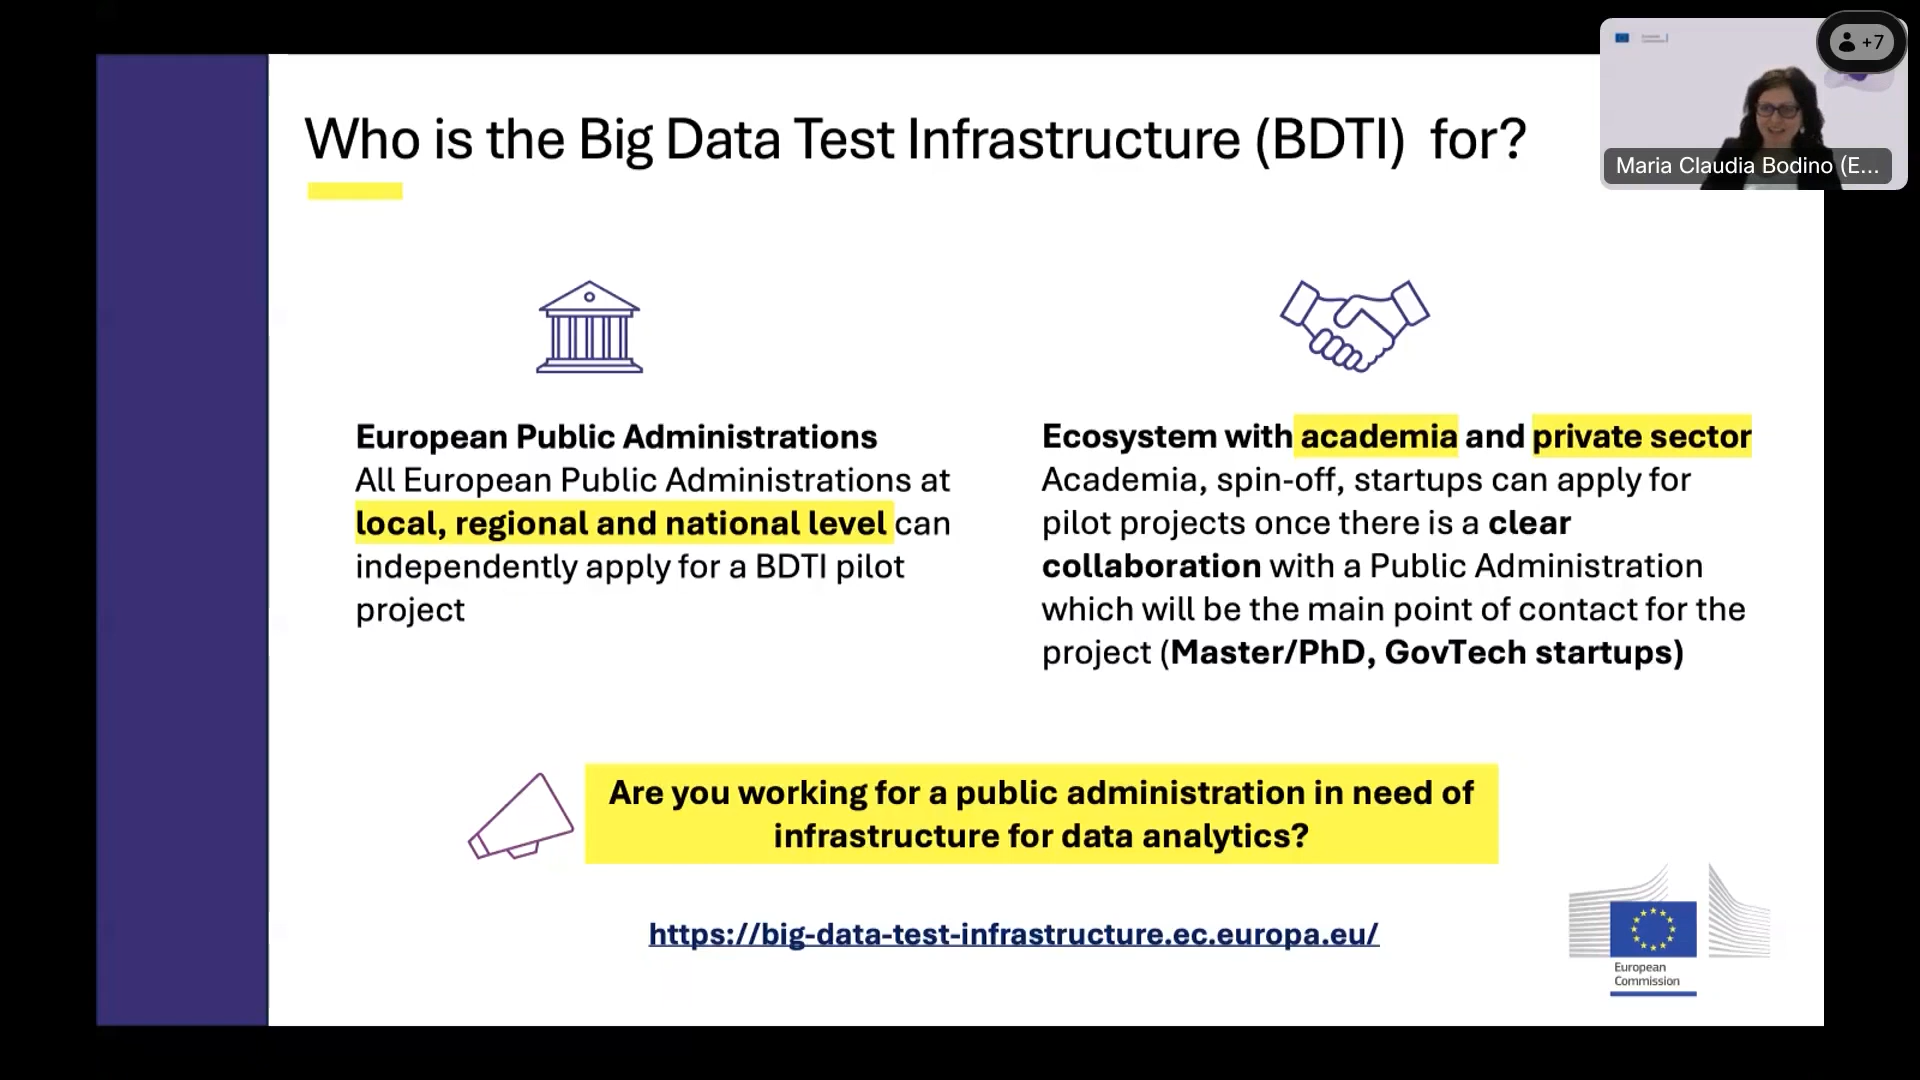 Who is the Big Data Test Infrastructure (BDTI) for?
+7
Maria Claudia Bodino (E...
European Public Administrations
All European Public Administrations at
local, regional and national level can
independently apply for a BDTI pilot
project
Ecosystem with academia and private sector
Academia, spin-off, startups can apply for
pilot projects once there is a clear
collaboration with a Public Administration
which will be the main point of contact for the
project (Master/PhD, GovTech startups)
Are you working for a public administration in need of
infrastructure for data analytics?
https://big-data-test-infrastructure.ec.europa.eu/
European
Commission